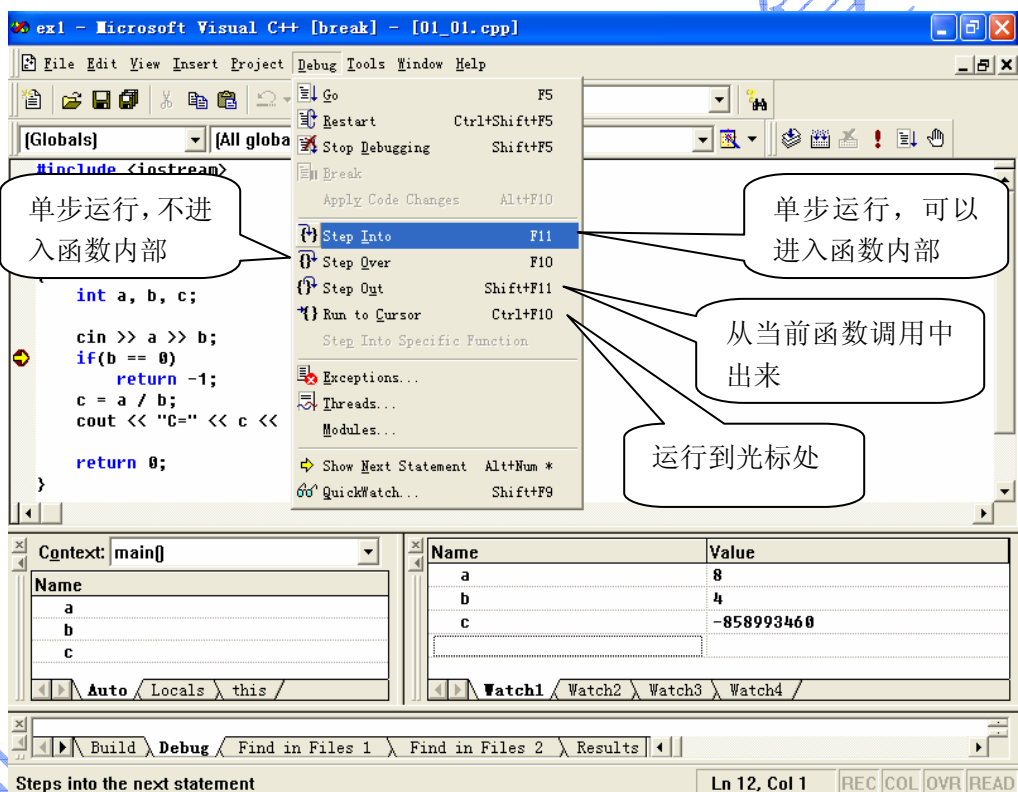 ex1 - Microsoft Visual C++ [break] - [01_01.cpp]
File Edit View Insert Project Debug Tools Window Help
(Globals) (All globa
#include <iostream>
{
int a, b, c;
cin >> a >> b;
if(b == 0)
return -1;
c = a / b;
cout << "C=" << c <<
return 0;
}
Go F5
Restart Ctrl+Shift+F5
Stop Debugging Shift+F5
Break
Apply Code Changes Alt+F10
Step Into F11
Step Over F10
Step Out Shift+F11
Run to Cursor Ctrl+F10
Step Into Specific Function
Exceptions...
Threads...
Modules...
Show Next Statement Alt+Num *
QuickWatch... Shift+F9
单步运行，不进
入函数内部
单步运行，可以
进入函数内部
从当前函数调用中
出来
运行到光标处
Context: main()
Name
a
b
c
Auto Locals this
Name Value
a 8
b 4
c -858993460
Watch1 Watch2 Watch3 Watch4
Build Debug Find in Files 1 Find in Files 2 Results
Steps into the next statement Ln 12, Col 1 REC COL OVR READ